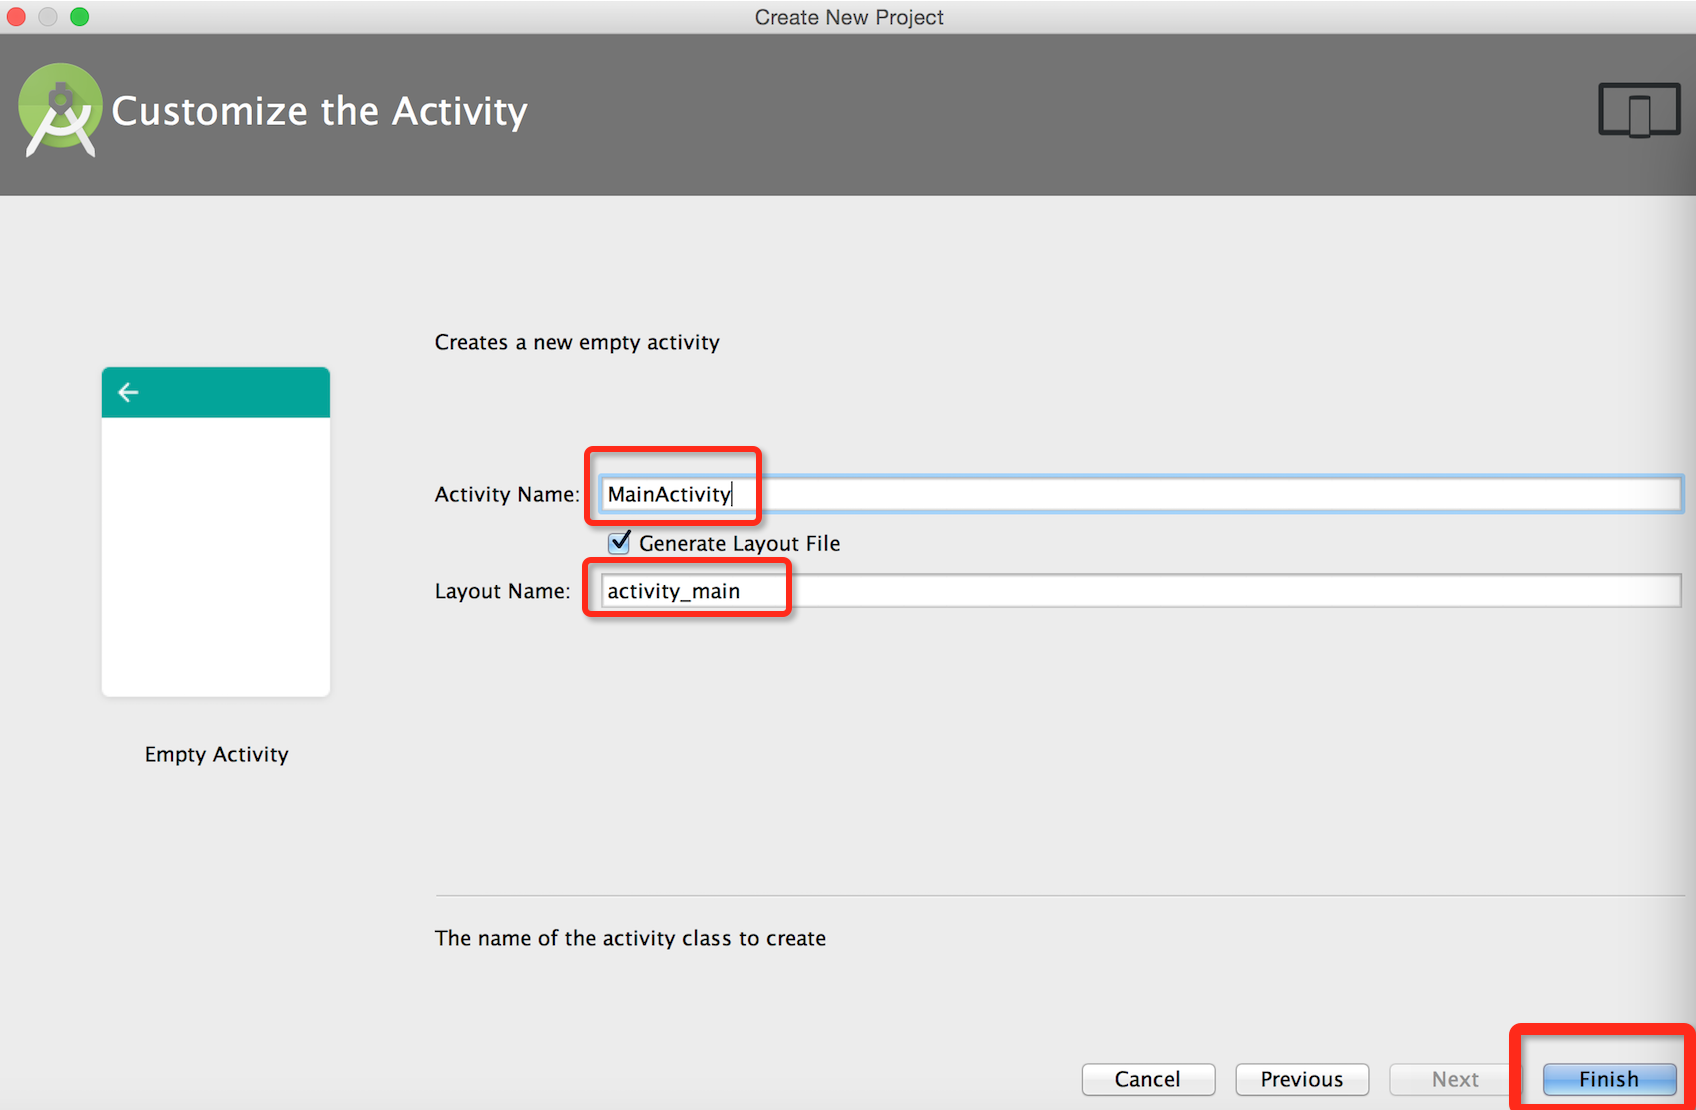 Create New Project
Customize the Activity
Creates a new empty activity
Activity Name: MainActivity
Generate Layout File
Layout Name: activity_main
Empty Activity
The name of the activity class to create
Cancel Previous Next Finish